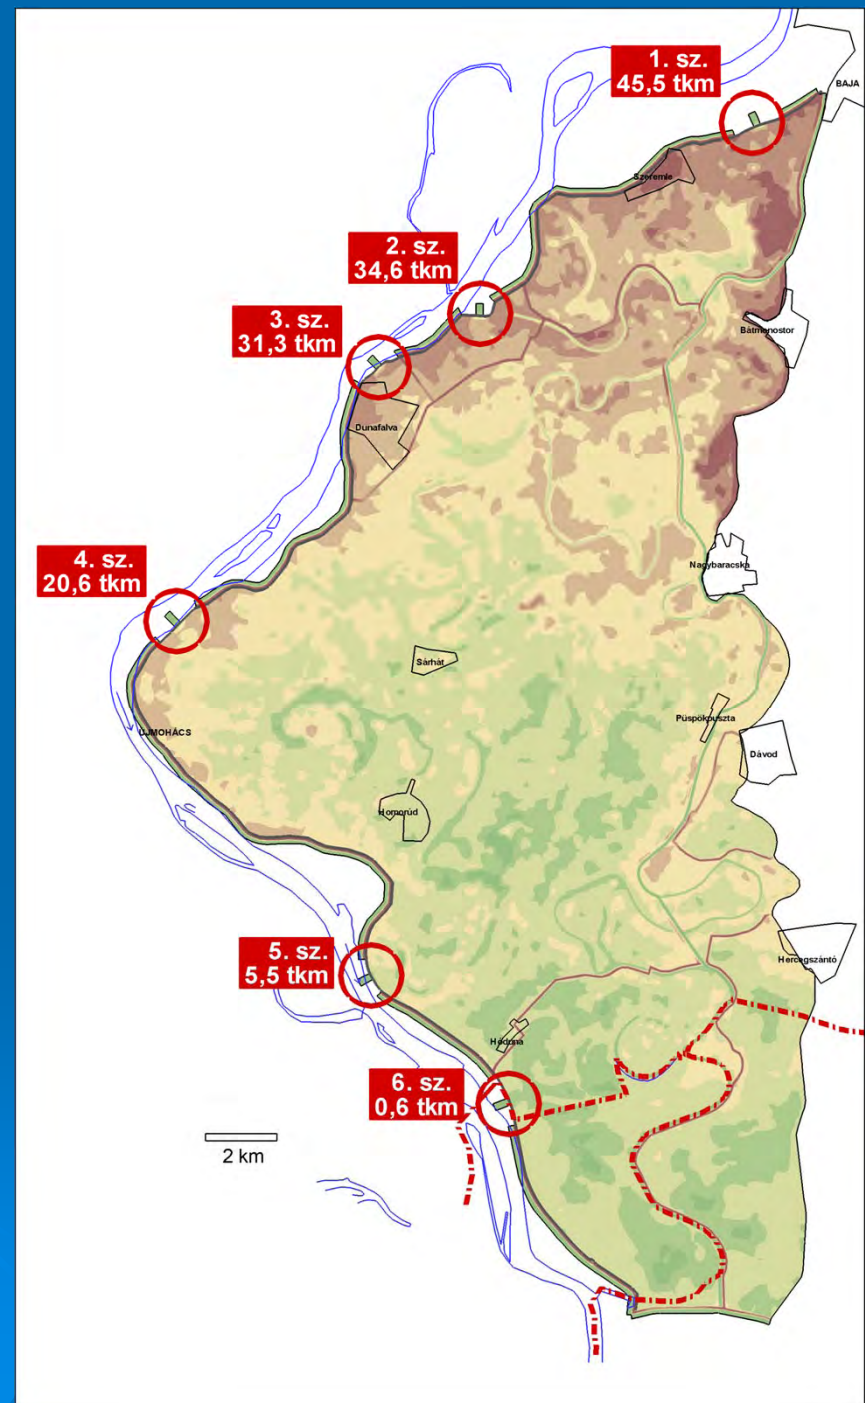 1. sz.
45,5 tkm
BAJA
Szeremle
2. sz.
34,6 tkm
3. sz.
31,3 tkm
Bátmonostor
Dunafalva
4. sz.
20,6 tkm
Nagybaracska
Sárhát
Püspökpuszta
ÚJMOHÁCS
Dávod
Homorúd
5. sz.
5,5 tkm
Hercegszántó
Hóduna
6. sz.
0,6 tkm
2 km